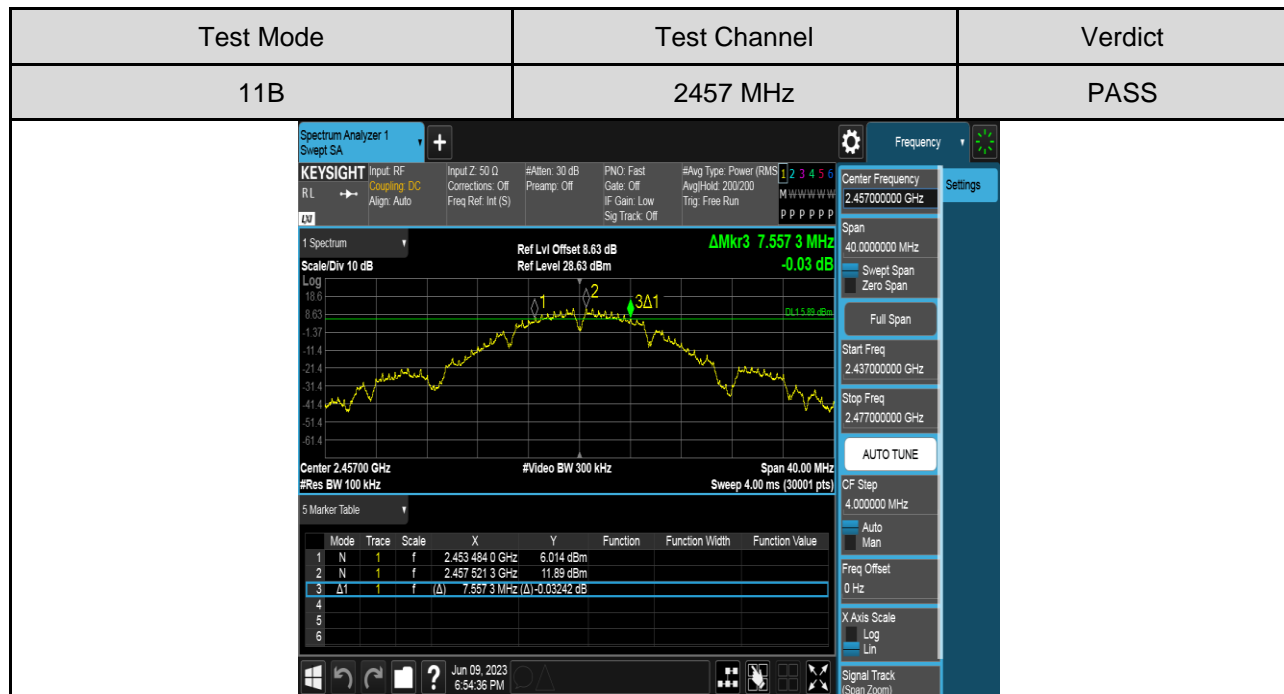 Test Mode Test Channel Verdict
11B 2457 MHz PASS
Spectrum Analyzer 1
Swept SA
+
Frequency
KEYSIGHT Input: RF Input Z: 50 Ω #Atten: 30 dB PNO: Fast #Avg Type: Power (RMS 1 2 3 4 5 6
RL Coupling: DC Corrections: Off Preamp: Off Gate: Off Avg|Hold: 200/200 M W W W W W
Align: Auto Freq Ref: Int (S) IF Gain: Low Trig: Free Run
LXI Sig Track: Off P P P P P P
1 Spectrum
Ref Lvl Offset 8.63 dB ΔMkr3 7.557 3 MHz
Scale/Div 10 dB Ref Level 28.63 dBm -0.03 dB
Log
18.6
8.63
-1.37
-11.4
-21.4
-31.4
-41.4
-51.4
-61.4
1 2 3Δ1
DL1 5.89 dBm
Center 2.45700 GHz #Video BW 300 kHz Span 40.00 MHz
#Res BW 100 kHz Sweep 4.00 ms (30001 pts)
5 Marker Table
Mode Trace Scale X Y Function Function Width Function Value
1 N 1 f 2.453 484 0 GHz 6.014 dBm
2 N 1 f 2.457 521 3 GHz 11.89 dBm
3 Δ1 1 f (Δ) 7.557 3 MHz (Δ) -0.03242 dB
4
5
6
? Jun 09, 2023
6:54:36 PM
Center Frequency
2.457000000 GHz
Settings
Span
40.0000000 MHz
Swept Span
Zero Span
Full Span
Start Freq
2.437000000 GHz
Stop Freq
2.477000000 GHz
AUTO TUNE
CF Step
4.000000 MHz
Auto
Man
Freq Offset
0 Hz
X Axis Scale
Log
Lin
Signal Track
(Span Zoom)